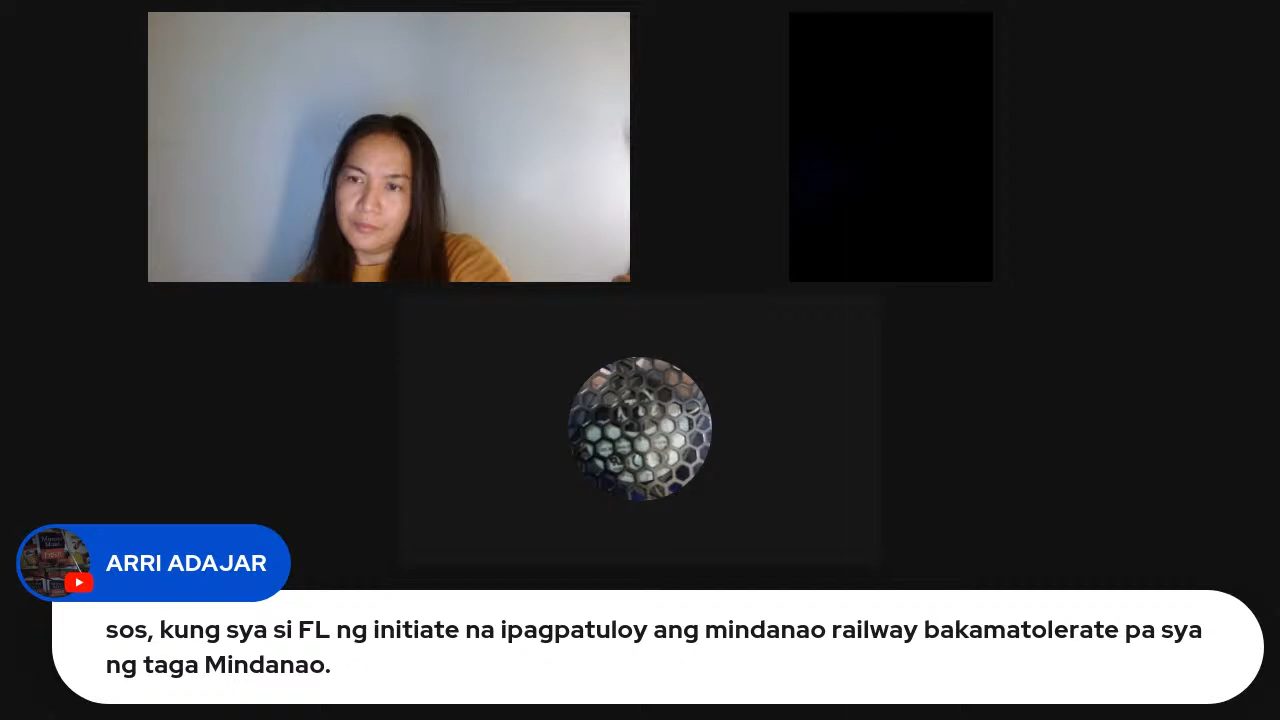 ARRI ADAJAR
sos, kung sya si FL ng initiate na ipagpatuloy ang mindanao railway bakamatolerate pa sya
ng taga Mindanao.